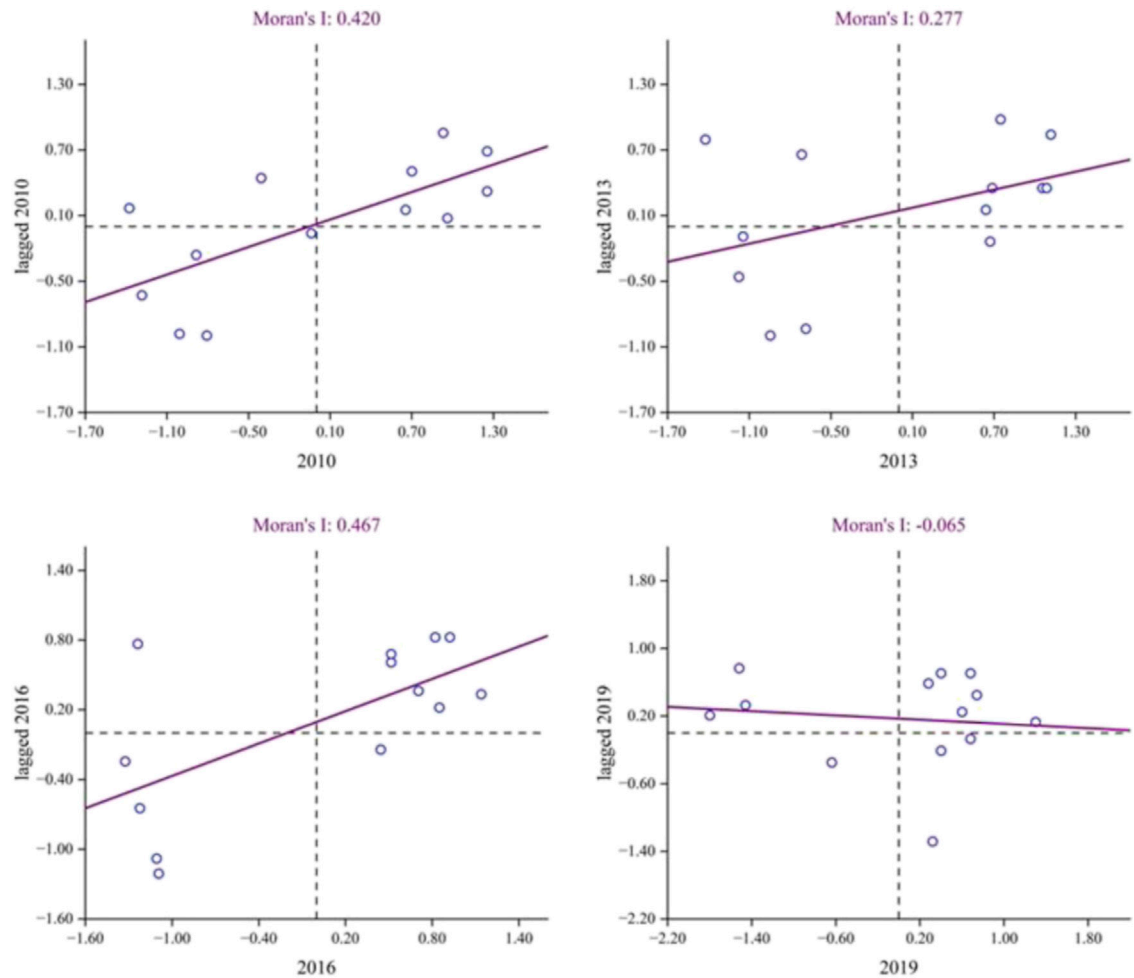 Moran's I: 0.420
1.30
0.70
0.10
−0.50
−1.10
−1.70
lagged 2010
−1.70 −1.10 −0.50 0.10 0.70 1.30
2010
Moran's I: 0.277
1.30
0.70
0.10
−0.50
−1.10
−1.70
lagged 2013
−1.70 −1.10 −0.50 0.10 0.70 1.30
2013
Moran's I: 0.467
1.40
0.80
0.20
−0.40
−1.00
−1.60
lagged 2016
−1.60 −1.00 −0.40 0.20 0.80 1.40
2016
Moran's I: -0.065
1.80
1.00
0.20
−0.60
−1.40
−2.20
lagged 2019
−2.20 −1.40 −0.60 0.20 1.00 1.80
2019